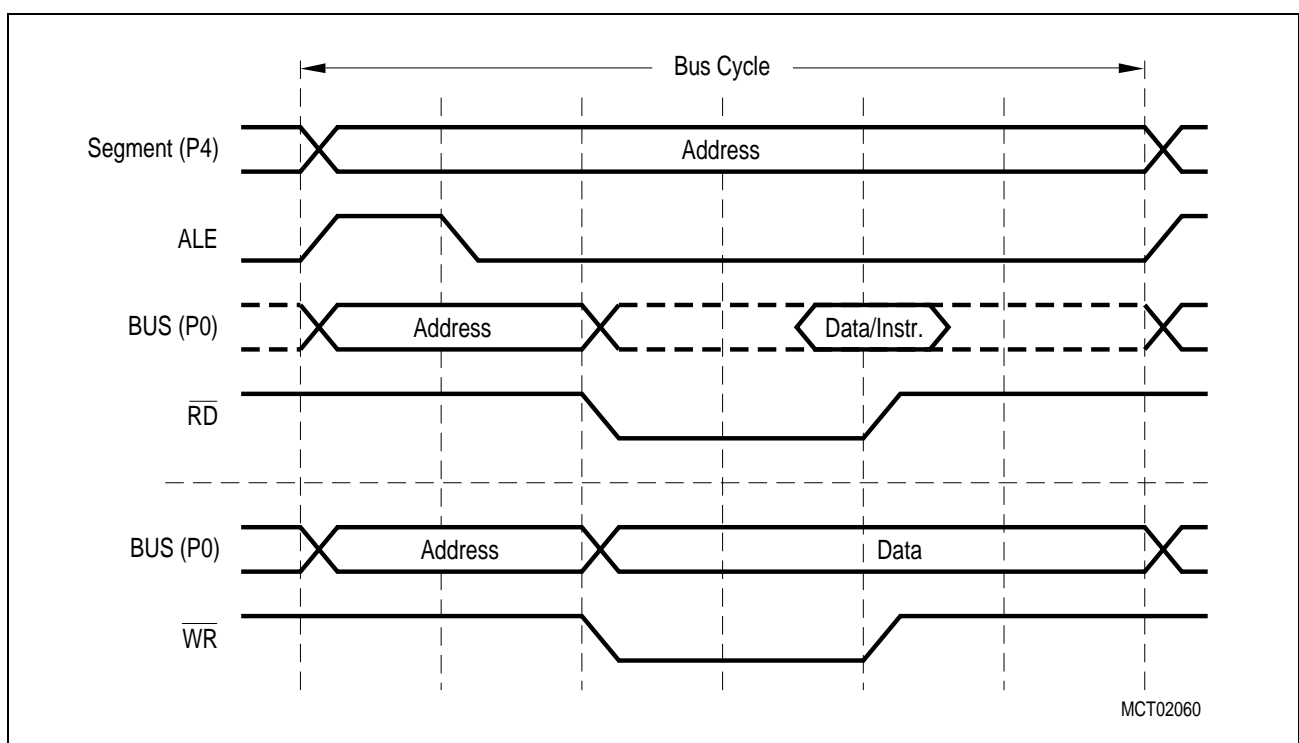 Bus Cycle
Segment (P4)
Address
ALE
BUS (P0)
Address
Data/Instr.
RD
BUS (P0)
Address
Data
WR
MCT02060